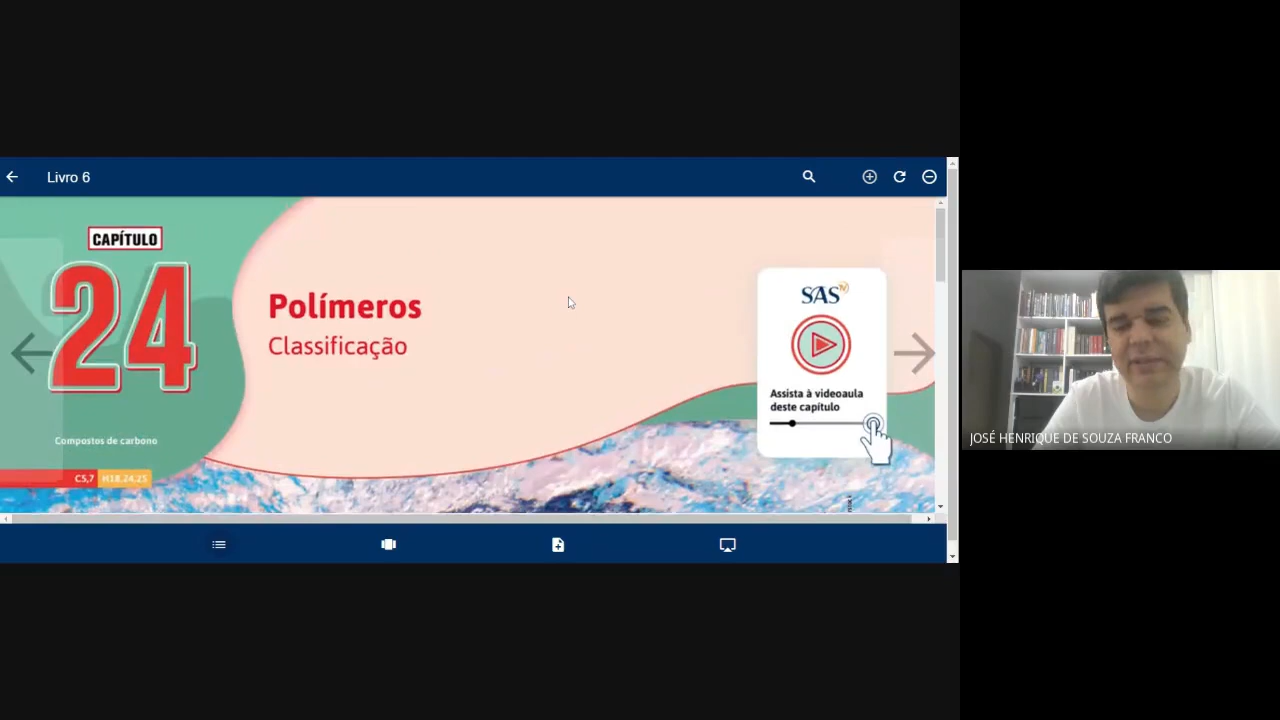 Livro 6
CAPÍTULO
24
Polímeros
Classificação
Compostos de carbono
C5,7 H18,24,25
SAS TV
Assista à videoaula
deste capítulo
JOSÉ HENRIQUE DE SOUZA FRANCO